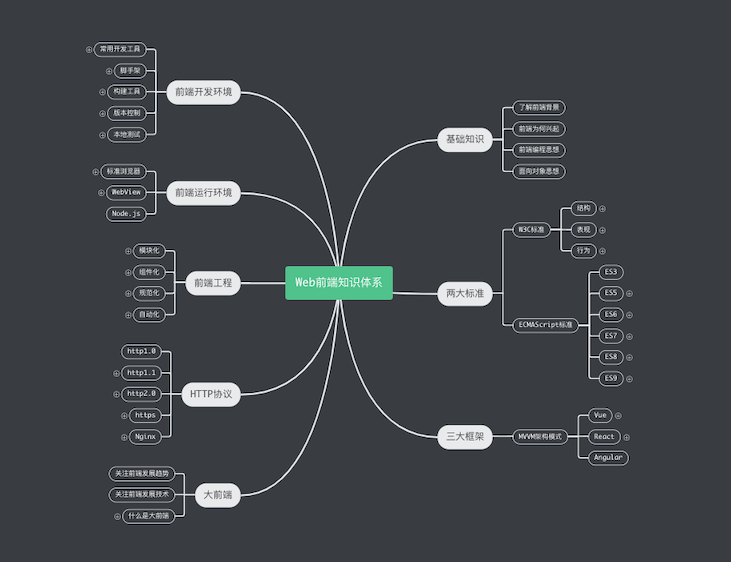 Web前端知识体系
基础知识
了解前端背景
前端为何兴起
前端编程思想
面向对象思想
两大标准
W3C标准
结构
表现
行为
ECMAScript标准
ES3
ES5
ES6
ES7
ES8
ES9
三大框架
MVVM架构模式
Vue
React
Angular
前端开发环境
常用开发工具
脚手架
构建工具
版本控制
本地测试
前端运行环境
标准浏览器
WebView
Node.js
前端工程
模块化
组件化
规范化
自动化
HTTP协议
http1.0
http1.1
http2.0
https
Nginx
大前端
关注前端发展趋势
关注前端发展技术
什么是大前端